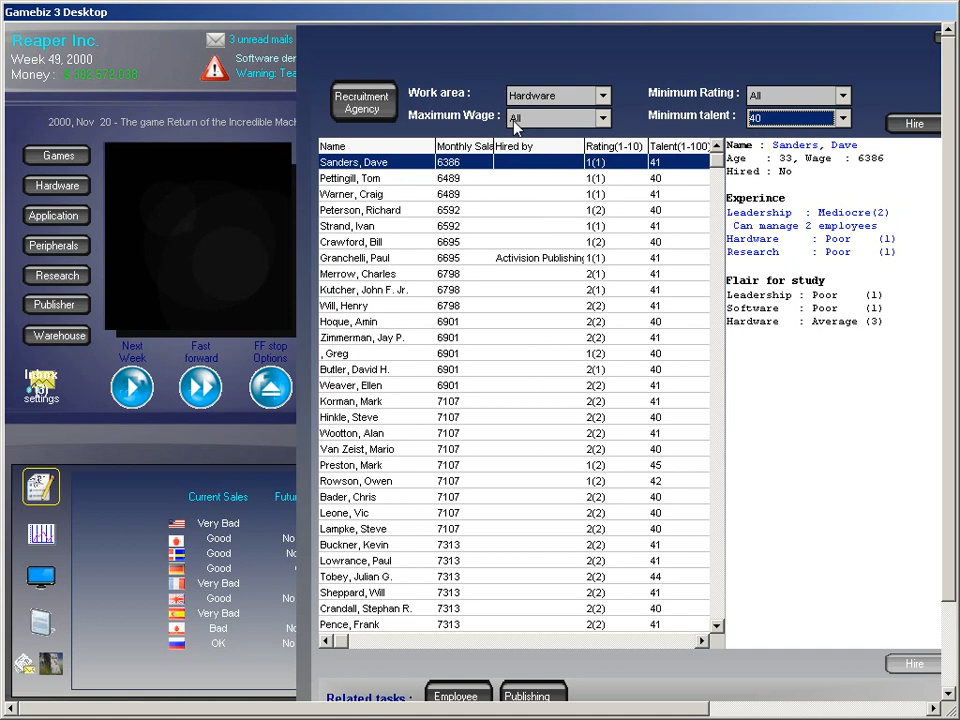 Gamebiz 3 Desktop
Reaper Inc.
Week 49, 2000
Money :
3 unread mails
Software der
Warning: Tea
2000, Nov 20 - The game Return of the Incredible Mach
Games
Hardware
Application
Peripherals
Research
Publisher
Warehouse
Next Week
Fast forward
FF stop Options
settings
Current Sales Futur
Very Bad
Good No
Good No
Good
Very Bad
Good No
Very Bad
Bad No
OK No
Recruitment Agency
Work area : Hardware
Maximum Wage : All
Minimum Rating : All
Minimum talent : 40
Hire
Name Monthly Sala Hired by Rating(1-10) Talent(1-100)
Sanders, Dave 6386 1(1) 41
Pettingill, Tom 6489 1(1) 40
Warner, Craig 6489 1(1) 41
Peterson, Richard 6592 1(2) 40
Strand, Ivan 6592 1(1) 41
Crawford, Bill 6695 1(2) 40
Granchelli, Paul 6695 Activision Publishing 1(1) 41
Merrow, Charles 6798 2(1) 41
Kutcher, John F. Jr. 6798 2(1) 41
Will, Henry 6798 2(2) 41
Hoque, Amin 6901 2(2) 40
Zimmerman, Jay P. 6901 2(2) 41
, Greg 6901 1(2) 40
Butler, David H. 6901 2(1) 41
Weaver, Ellen 6901 2(2) 41
Korman, Mark 7107 2(2) 41
Hinkle, Steve 7107 2(2) 40
Wootton, Alan 7107 2(2) 41
Van Zeist, Mario 7107 2(2) 40
Preston, Mark 7107 1(2) 45
Rowson, Owen 7107 1(2) 42
Bader, Chris 7107 2(2) 40
Leone, Vic 7107 2(2) 40
Lampke, Steve 7107 2(2) 40
Buckner, Kevin 7313 2(2) 41
Lowrance, Paul 7313 2(2) 41
Tobey, Julian G. 7313 2(2) 44
Sheppard, Will 7313 2(2) 41
Crandall, Stephan R. 7313 2(2) 40
Pence, Frank 7313 2(2) 41
Name : Sanders, Dave
Age : 33, Wage : 6386
Hired : No
Experince
Leadership : Mediocre(2)
Can manage 2 employees
Hardware : Poor (1)
Research : Poor (1)
Flair for study
Leadership : Poor (1)
Software : Poor (1)
Hardware : Average (3)
Hire
Related tasks :
Employee
Publishing